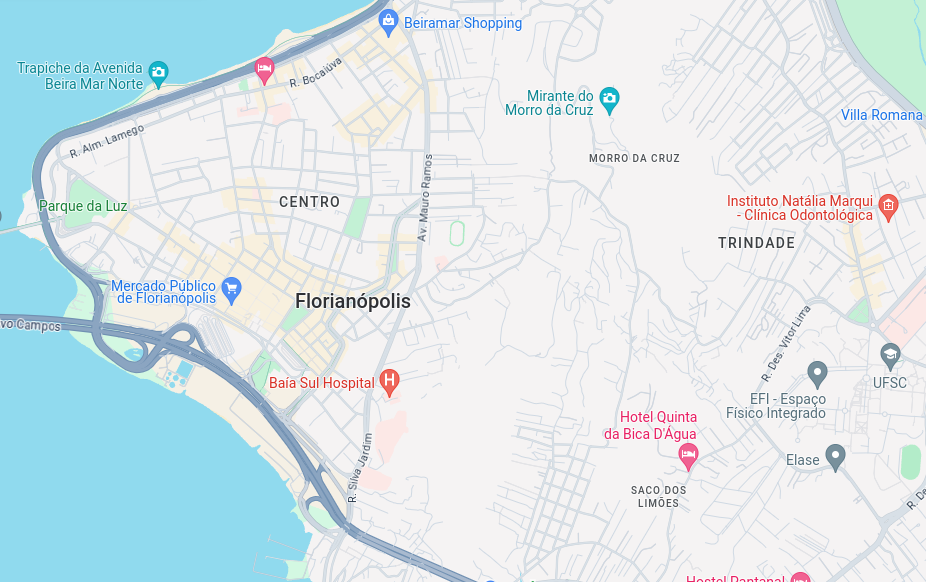 Beiramar Shopping
Trapiche da Avenida
Beira Mar Norte
R. Bocaiúva
Mirante do
Morro da Cruz
Villa Romana
R. Alm. Lamego
MORRO DA CRUZ
Av. Mauro Ramos
Parque da Luz
CENTRO
Instituto Natália Marqui
- Clínica Odontológica
TRINDADE
Mercado Público
de Florianópolis
Florianópolis
vo Campos
R. Des. Vitor Lima
Baía Sul Hospital
UFSC
EFI - Espaço
Físico Integrado
Hotel Quinta
da Bica D'Água
R. Silva Jardim
Elase
SACO DOS
LIMÕES
R. De
Hostel Pantanal